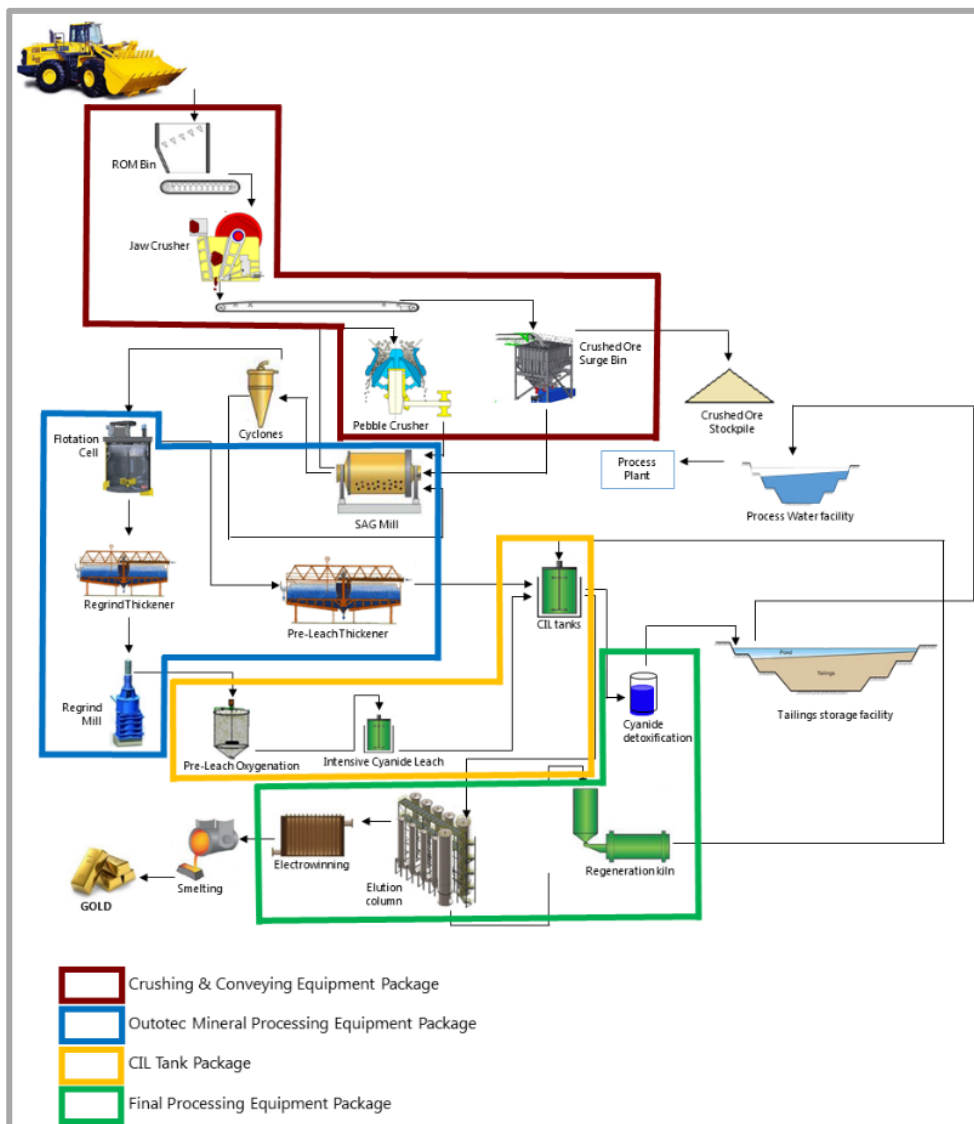 ROM Bin
Jaw Crusher
Crushed Ore
Surge Bin
Pebble Crusher
Cyclones
Crushed Ore
Stockpile
Flotation
Cell
SAG Mill
Process
Plant
Process Water facility
Regrind Thickener
Pre-Leach Thickener
CIL tanks
Pond
Tailings
Tailings storage facility
Regrind
Mill
Pre-Leach Oxygenation
Intensive Cyanide Leach
Cyanide
detoxification
Smelting
GOLD
Electrowinning
Elution
column
Regeneration kiln
Crushing & Conveying Equipment Package
Outotec Mineral Processing Equipment Package
CIL Tank Package
Final Processing Equipment Package